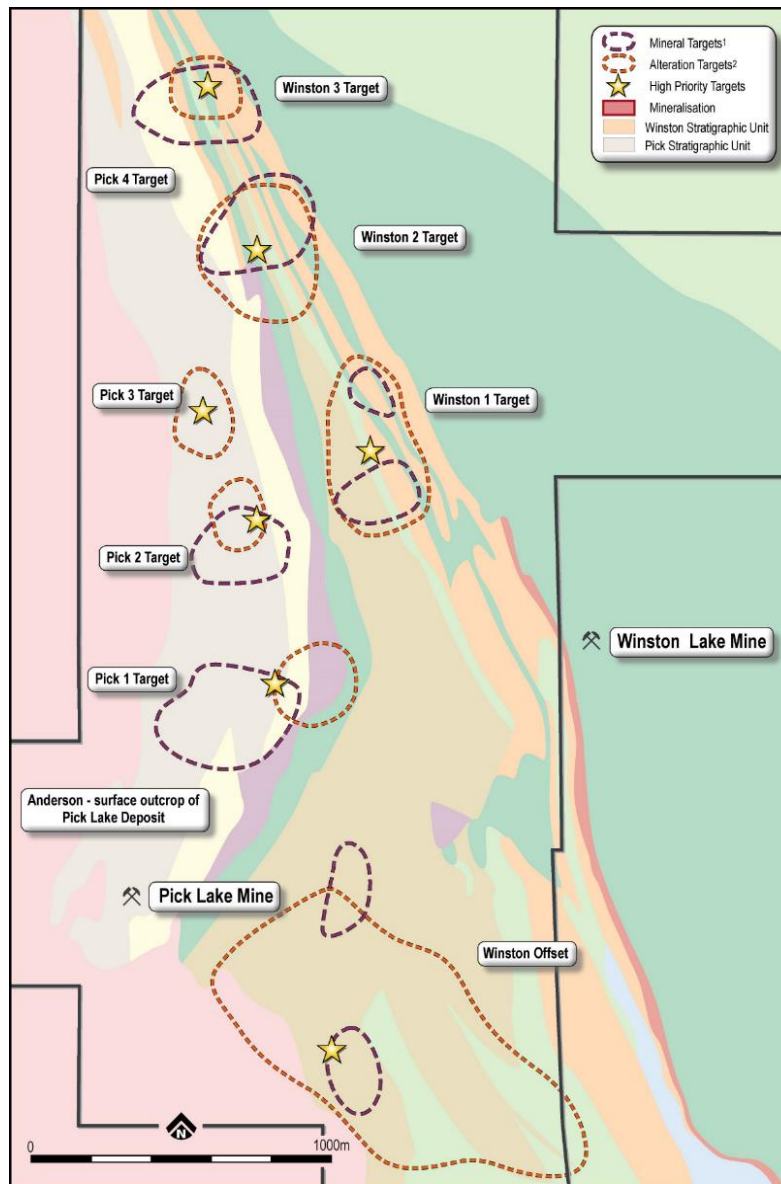 Mineral Targets¹
Alteration Targets²
High Priority Targets
Mineralisation
Winston Stratigraphic Unit
Pick Stratigraphic Unit
Winston 3 Target
Pick 4 Target
Winston 2 Target
Pick 3 Target
Winston 1 Target
Pick 2 Target
Winston Lake Mine
Pick 1 Target
Anderson - surface outcrop of
Pick Lake Deposit
Pick Lake Mine
Winston Offset
N
0
1000m